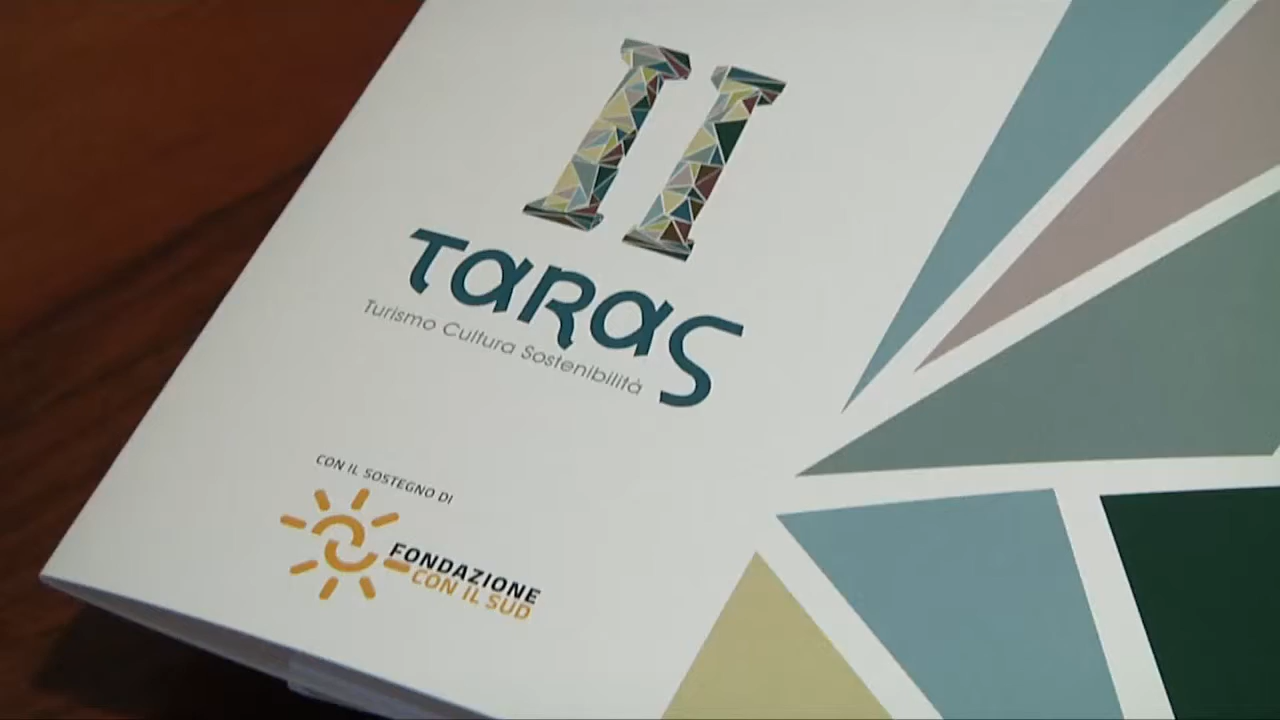 TARAS
Turismo Cultura Sostenibilità
CON IL SOSTEGNO DI
FONDAZIONE
CON IL SUD